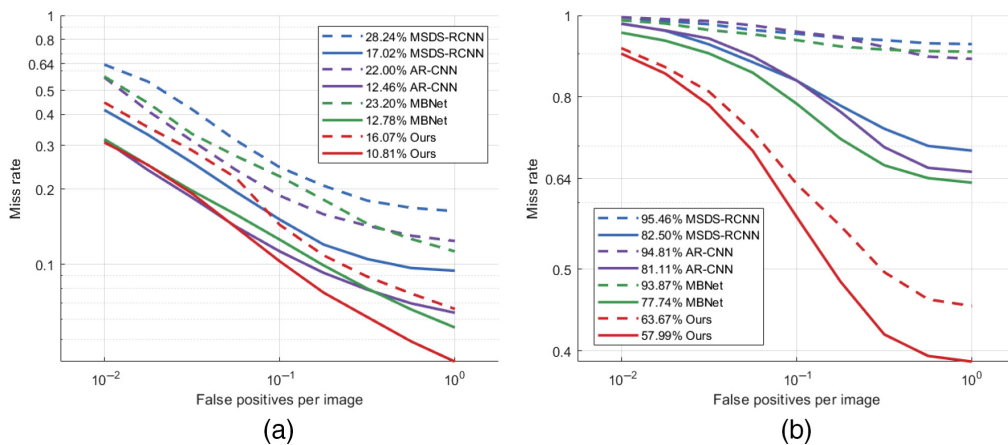 1
0.8
0.64
0.5
0.4
0.3
0.2
0.1
Miss rate
28.24% MSDS-RCNN
17.02% MSDS-RCNN
22.00% AR-CNN
12.46% AR-CNN
23.20% MBNet
12.78% MBNet
16.07% Ours
10.81% Ours
10⁻² 10⁻¹ 10⁰
False positives per image
(a)
1
0.8
0.64
0.5
0.4
Miss rate
95.46% MSDS-RCNN
82.50% MSDS-RCNN
94.81% AR-CNN
81.11% AR-CNN
93.87% MBNet
77.74% MBNet
63.67% Ours
57.99% Ours
10⁻² 10⁻¹ 10⁰
False positives per image
(b)